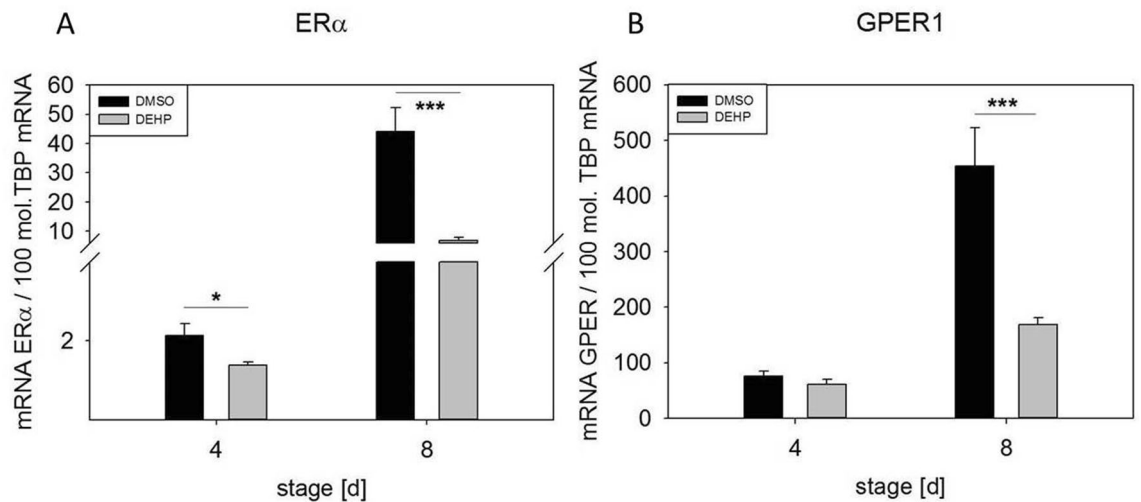 A
ERα
mRNA ERα / 100 mol.TBP mRNA
60
50
40
30
20
10
2
DMSO
DEHP
*
***
4
8
stage [d]
B
GPER1
mRNA GPER / 100 mol. TBP mRNA
600
500
400
300
200
100
0
DMSO
DEHP
***
4
8
stage [d]